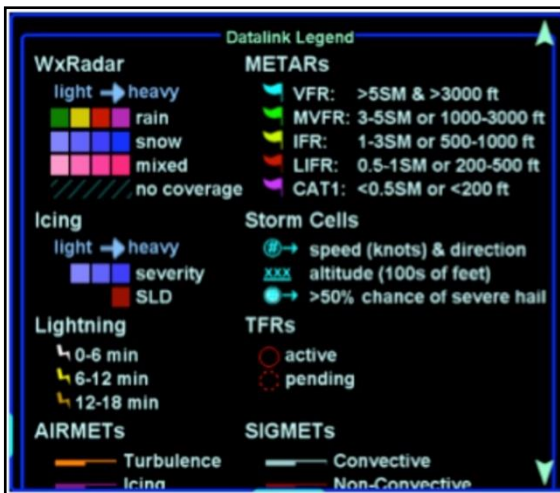 Datalink Legend
WxRadar
light heavy
rain
snow
mixed
no coverage
Icing
light heavy
severity
SLD
Lightning
0-6 min
6-12 min
12-18 min
AIRMETs
Turbulence
Icing
METARs
VFR: >5SM & >3000 ft
MVFR: 3-5SM or 1000-3000 ft
IFR: 1-3SM or 500-1000 ft
LIFR: 0.5-1SM or 200-500 ft
CAT1: <0.5SM or <200 ft
Storm Cells
# speed (knots) & direction
xxx altitude (100s of feet)
>50% chance of severe hail
TFRs
active
pending
SIGMETs
Convective
Non-Convective